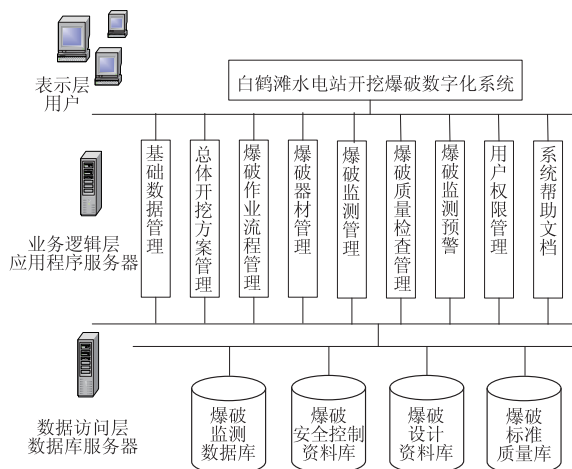 表示层
用户
白鹤滩水电站开挖爆破数字化系统
基础数据管理
总体开挖方案管理
爆破作业流程管理
爆破器材管理
爆破监测管理
爆破质量检查管理
爆破监测预警
用户权限管理
系统帮助文档
业务逻辑层
应用程序服务器
数据访问层
数据库服务器
爆破
监测
数据库
爆破
安全控制
资料库
爆破
设计
资料库
爆破
标准
质量库